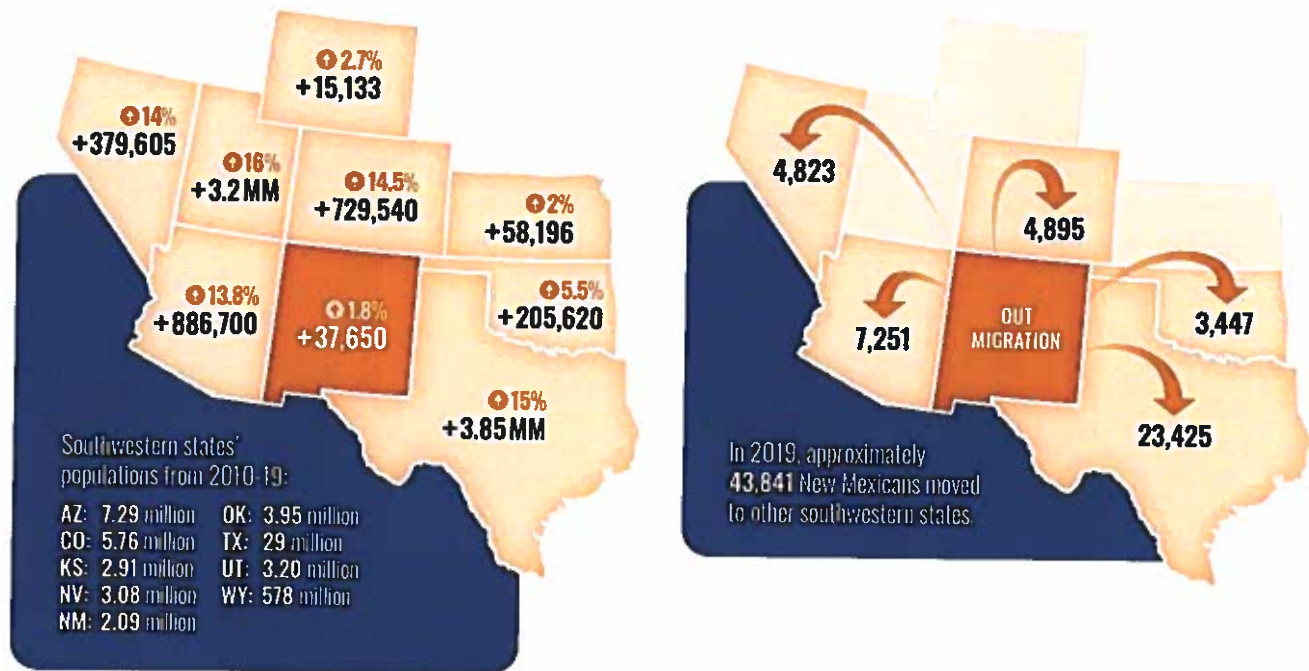 2.7%
+15,133
14%
+379,605
16%
+3.2MM
14.5%
+729,540
2%
+58,196
13.8%
+886,700
1.8%
+37,650
5.5%
+205,620
15%
+3.85MM
Southwestern states'
populations from 2010-19:
AZ: 7.29 million OK: 3.95 million
CO: 5.76 million TX: 29 million
KS: 2.91 million UT: 3.20 million
NV: 3.08 million WY: 578 million
NM: 2.09 million
4,823
4,895
7,251
OUT
MIGRATION
3,447
23,425
In 2019, approximately
43,841 New Mexicans moved
to other southwestern states.